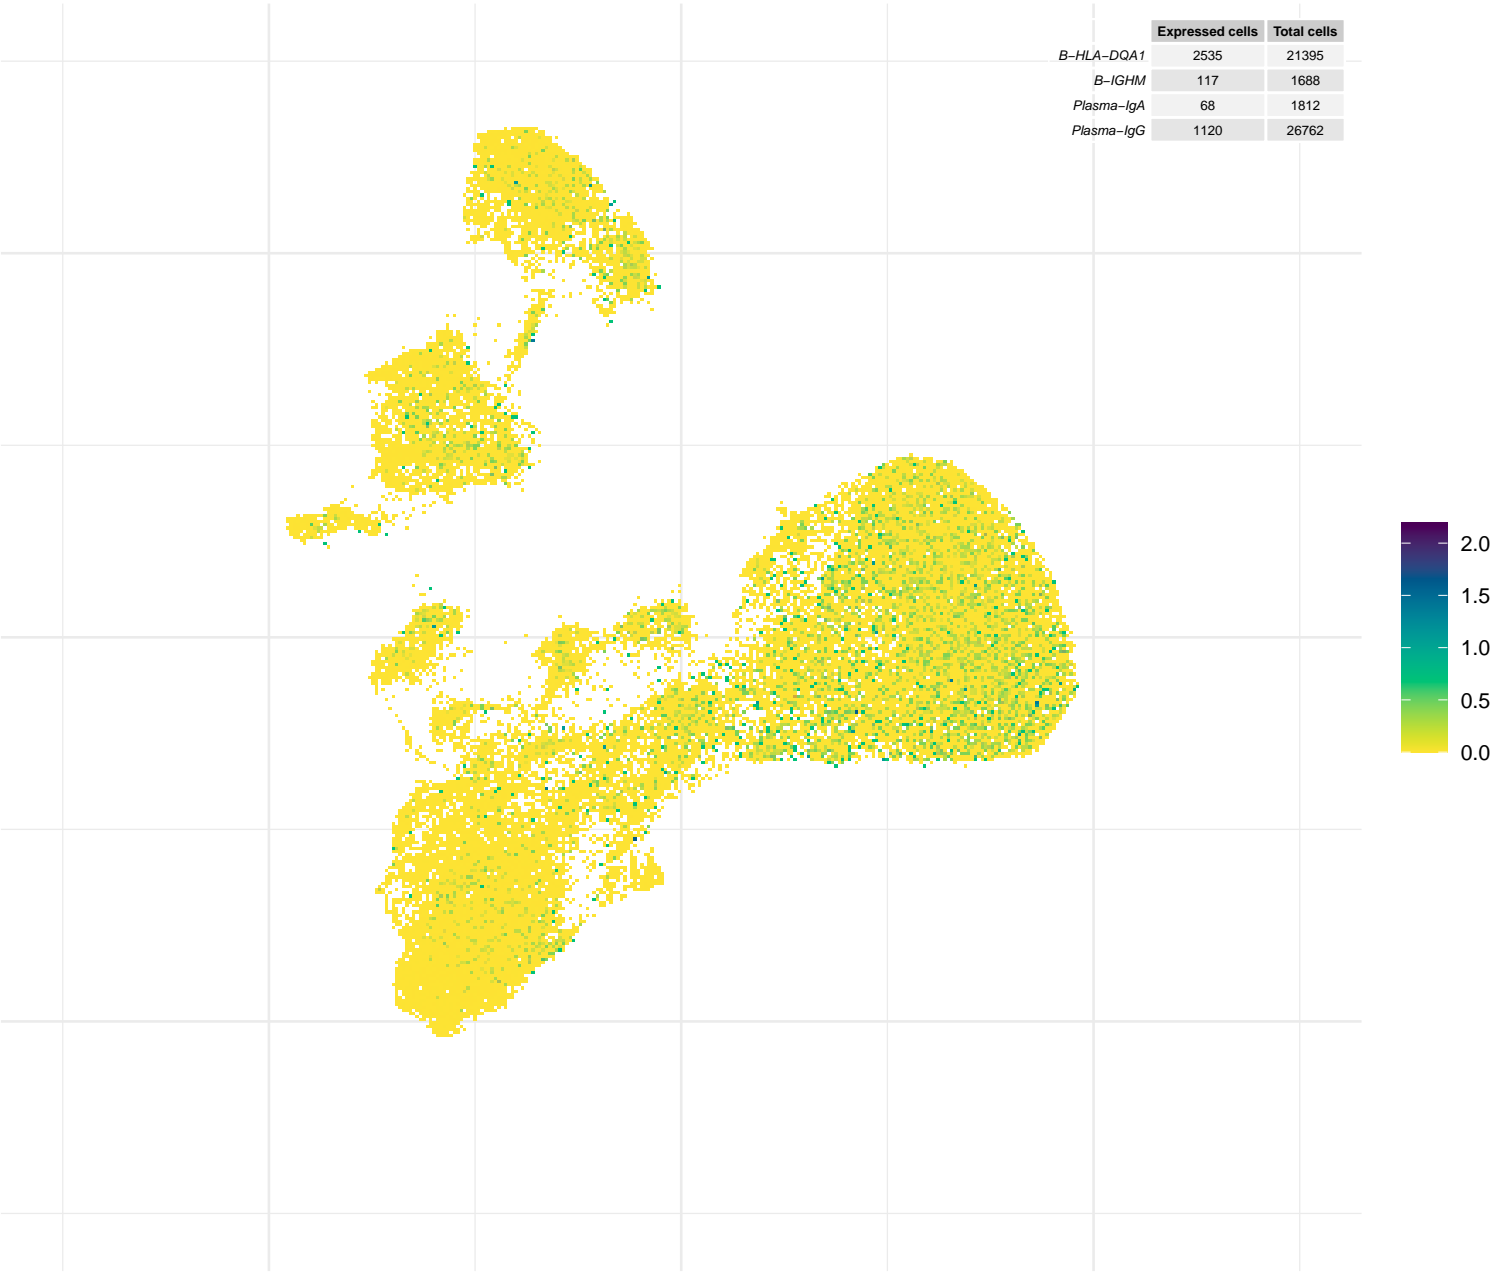 Expressed cells Total cells
B−HLA−DQA1 2535 21395
B−IGHM 117 1688
Plasma−IgA 68 1812
Plasma−IgG 1120 26762
2.0
1.5
1.0
0.5
0.0